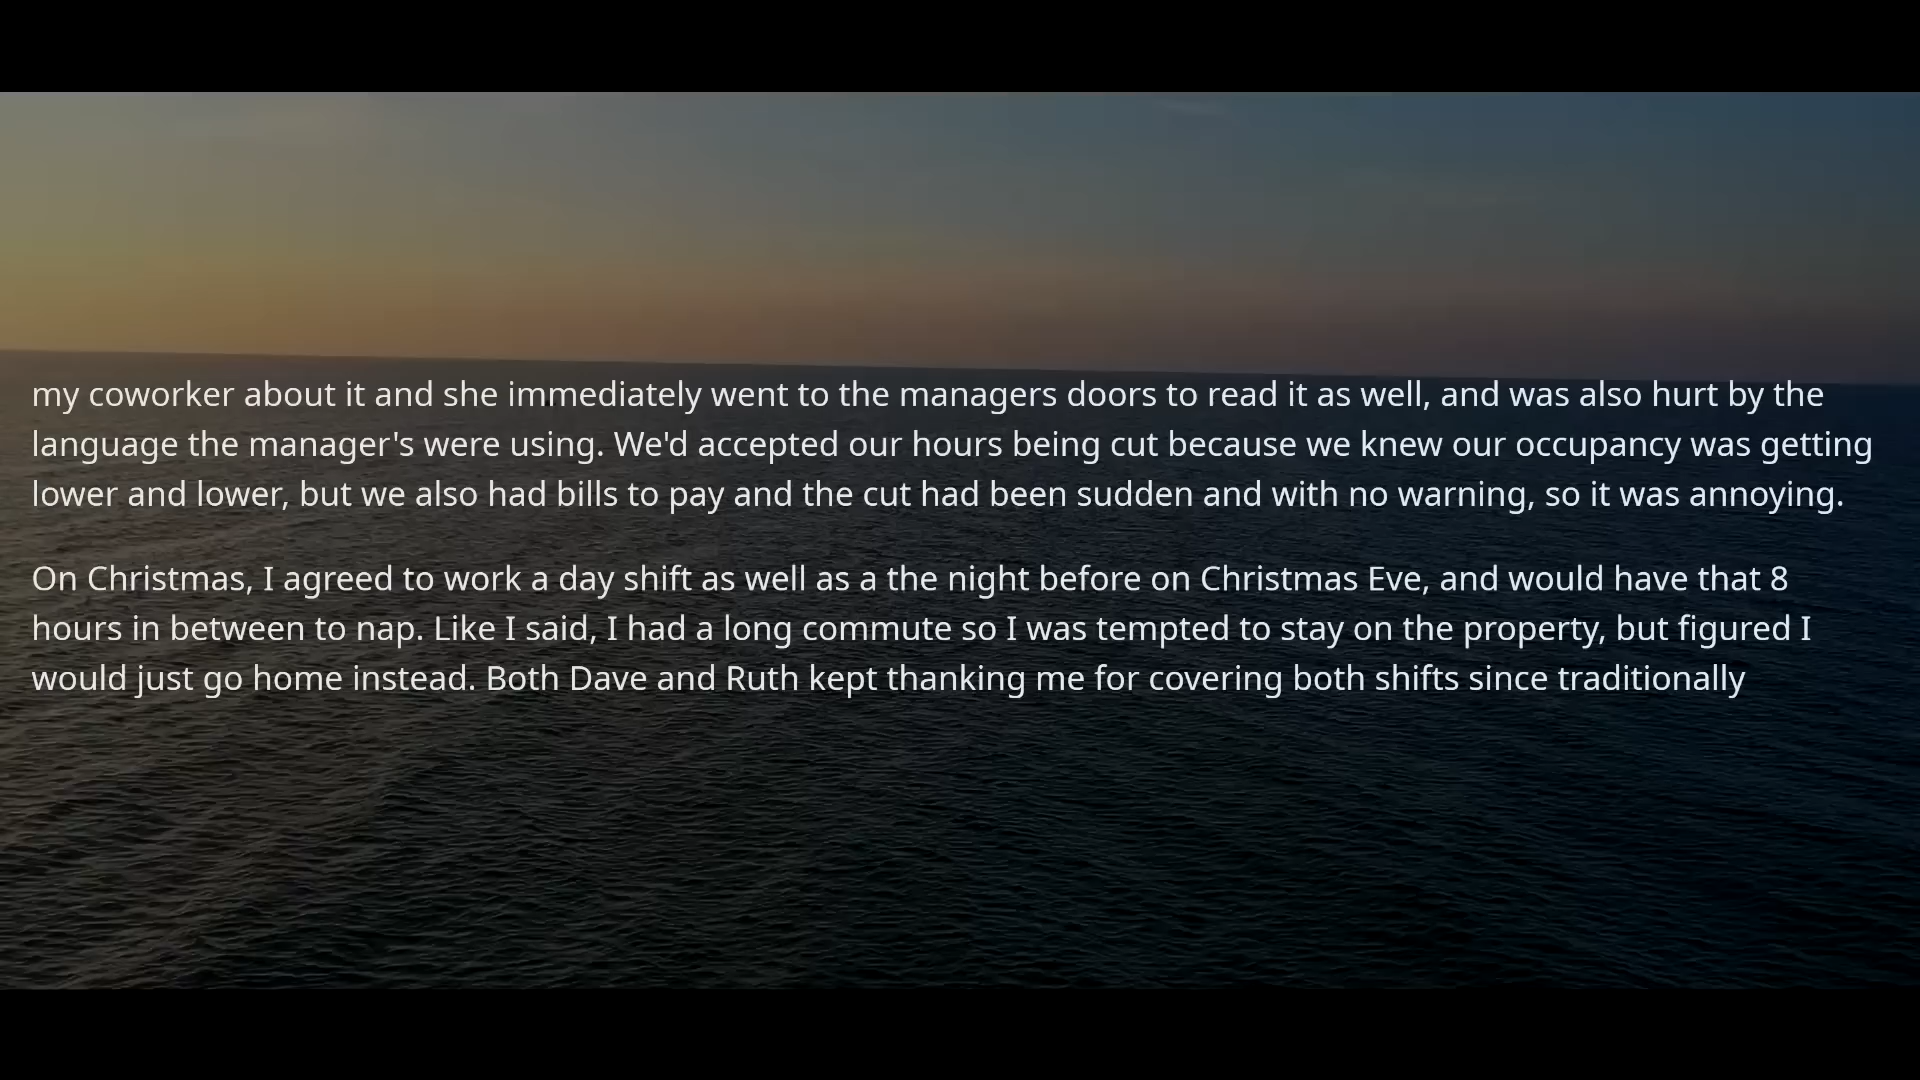 my coworker about it and she immediately went to the managers doors to read it as well, and was also hurt by the
language the manager's were using. We'd accepted our hours being cut because we knew our occupancy was getting
lower and lower, but we also had bills to pay and the cut had been sudden and with no warning, so it was annoying.
On Christmas, I agreed to work a day shift as well as a the night before on Christmas Eve, and would have that 8
hours in between to nap. Like I said, I had a long commute so I was tempted to stay on the property, but figured I
would just go home instead. Both Dave and Ruth kept thanking me for covering both shifts since traditionally